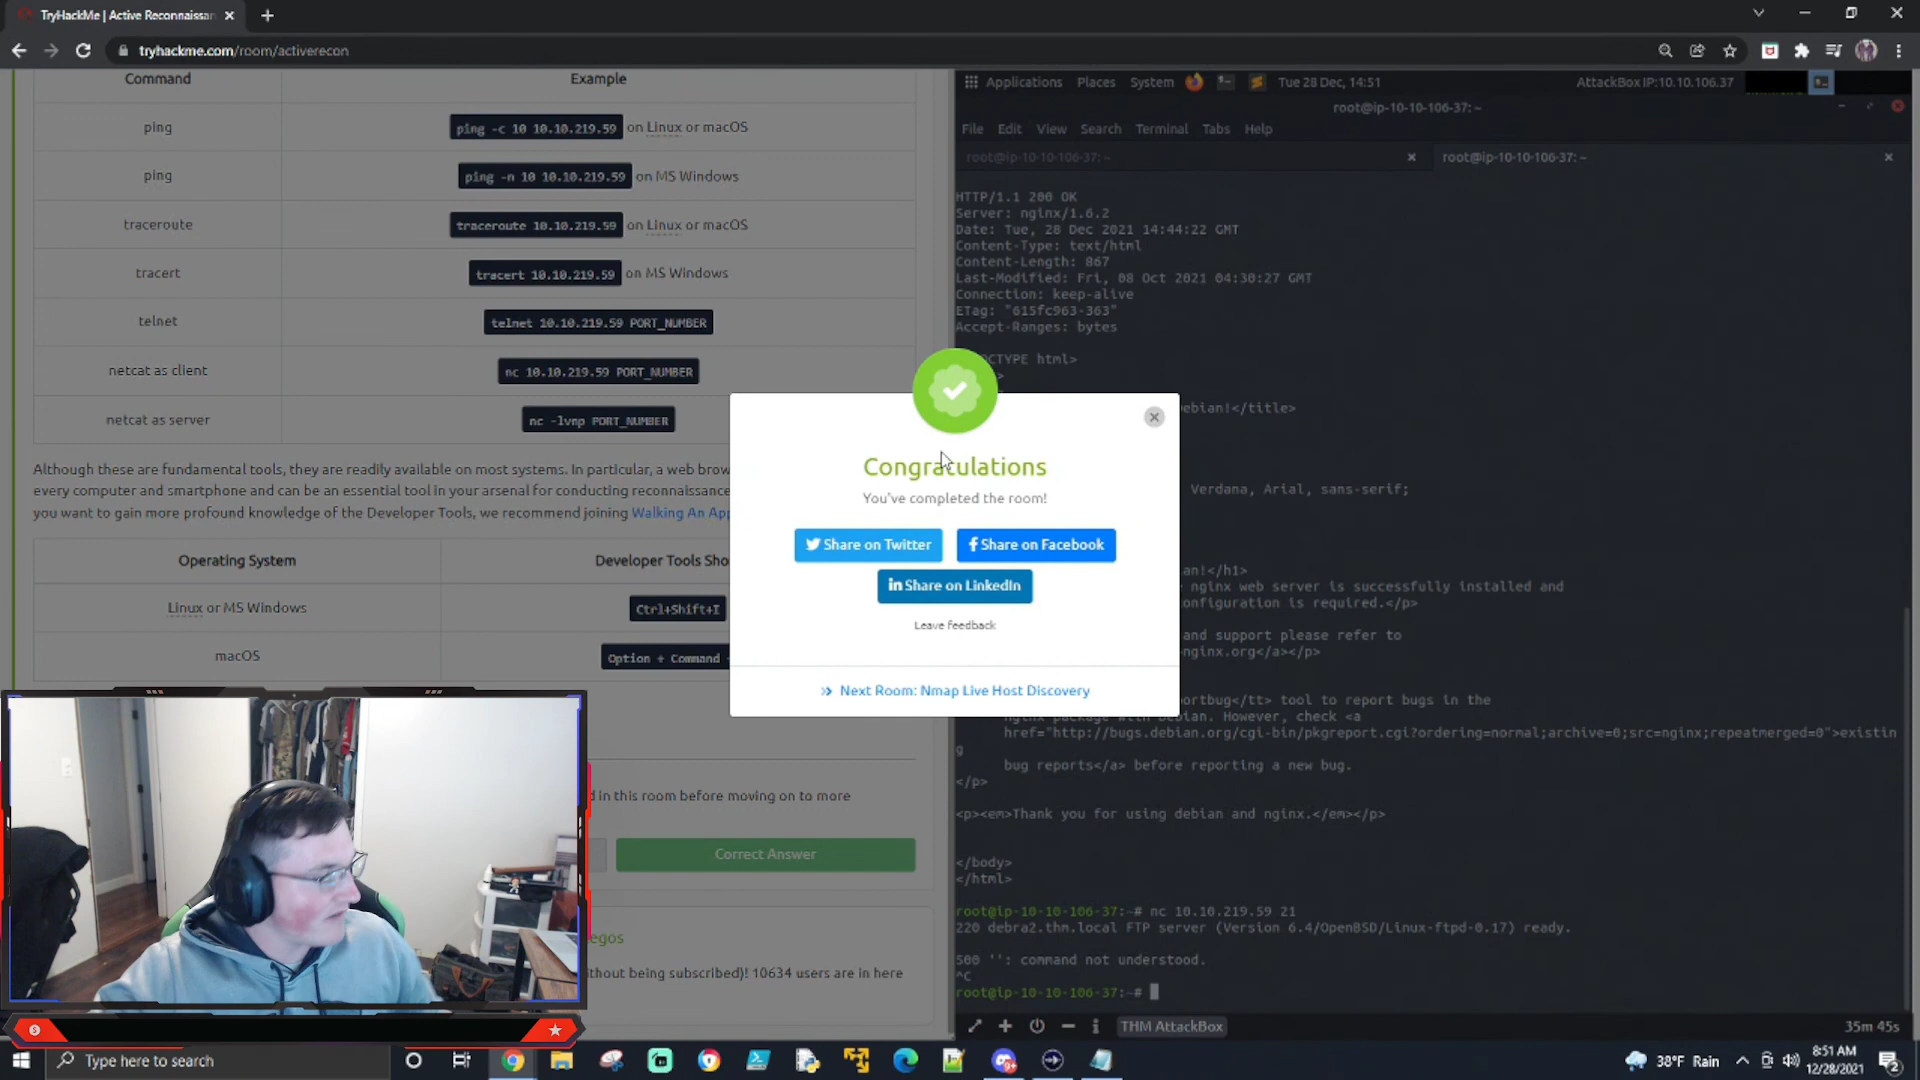 TryHackMe | Active Reconnaissan
tryhackme.com/room/activerecon
Command
Example
ping
ping -c 10 10.10.219.59 on Linux or macOS
ping
ping -n 10 10.10.219.59 on MS Windows
traceroute
traceroute 10.10.219.59 on Linux or macOS
tracert
tracert 10.10.219.59 on MS Windows
telnet
telnet 10.10.219.59 PORT_NUMBER
netcat as client
nc 10.10.219.59 PORT_NUMBER
netcat as server
nc -lvnp PORT_NUMBER
Although these are fundamental tools, they are readily available on most systems. In particular, a web brow
every computer and smartphone and can be an essential tool in your arsenal for conducting reconnaissance
you want to gain more profound knowledge of the Developer Tools, we recommend joining Walking An App
Operating System
Developer Tools Sho
Linux or MS Windows
Ctrl+Shift+I
macOS
Option + Command
d in this room before moving on to more
Correct Answer
egos
ithout being subscribed)! 10634 users are in here
Congratulations
You've completed the room!
Share on Twitter
Share on Facebook
Share on LinkedIn
Leave feedback
Next Room: Nmap Live Host Discovery
Applications Places System Tue 28 Dec, 14:51 AttackBox IP:10.10.106.37
root@ip-10-10-106-37: ~
File Edit View Search Terminal Tabs Help
root@ip-10-10-106-37: ~
root@ip-10-10-106-37: ~
HTTP/1.1 200 OK
Server: nginx/1.6.2
Date: Tue, 28 Dec 2021 14:44:22 GMT
Content-Type: text/html
Content-Length: 867
Last-Modified: Fri, 08 Oct 2021 04:30:27 GMT
Connection: keep-alive
ETag: "615fc963-363"
Accept-Ranges: bytes
OCTYPE html>
>
ebian!</title>
Verdana, Arial, sans-serif;
an!</h1>
nginx web server is successfully installed and
onfiguration is required.</p>
and support please refer to
nginx.org</a></p>
portbug</tt> tool to report bugs in the
nginx package with Debian. However, check <a
href="http://bugs.debian.org/cgi-bin/pkgreport.cgi?ordering=normal;archive=0;src=nginx;repeatmerged=0">existin
g
bug reports</a> before reporting a new bug.
</p>
<p><em>Thank you for using debian and nginx.</em></p>
</body>
</html>
root@ip-10-10-106-37:~# nc 10.10.219.59 21
220 debra2.thm.local FTP server (Version 6.4/OpenBSD/Linux-ftpd-0.17) ready.
500 '': command not understood.
^C
root@ip-10-10-106-37:~#
THM AttackBox
35m 45s
Type here to search
38°F Rain
8:51 AM
12/28/2021
2